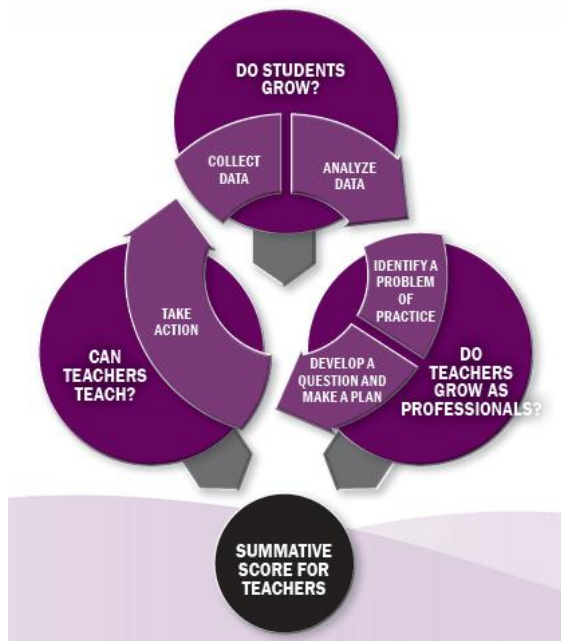 DO STUDENTS
GROW?
COLLECT
DATA
ANALYZE
DATA
IDENTIFY A
PROBLEM
OF
PRACTICE
TAKE
ACTION
DEVELOP A
QUESTION AND
MAKE A PLAN
CAN
TEACHERS
TEACH?
DO
TEACHERS
GROW AS
PROFESSIONALS?
SUMMATIVE
SCORE FOR
TEACHERS